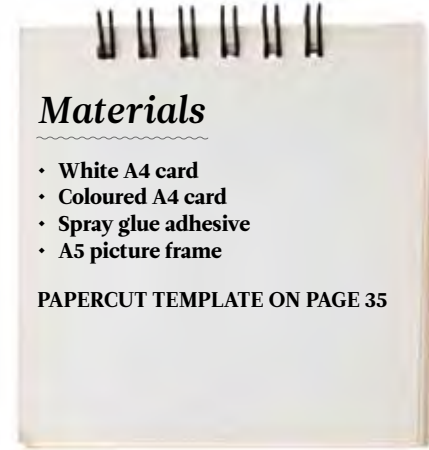 Materials
• White A4 card
• Coloured A4 card
• Spray glue adhesive
• A5 picture frame
PAPERCUT TEMPLATE ON PAGE 35